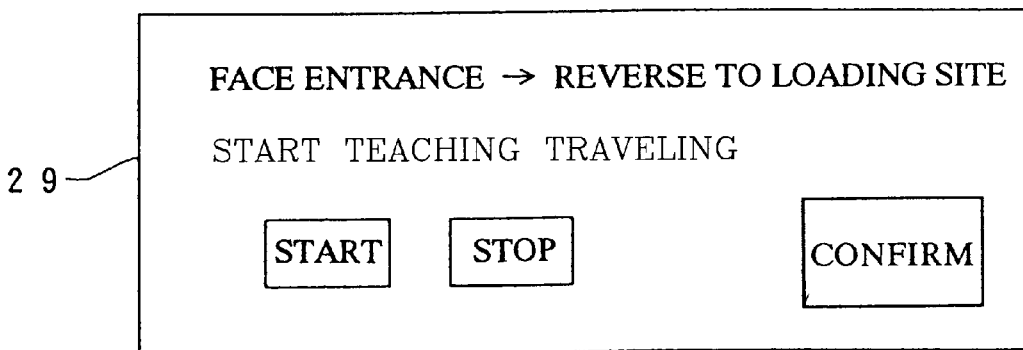 FACE ENTRANCE → REVERSE TO LOADING SITE
START TEACHING TRAVELING
29
START STOP CONFIRM